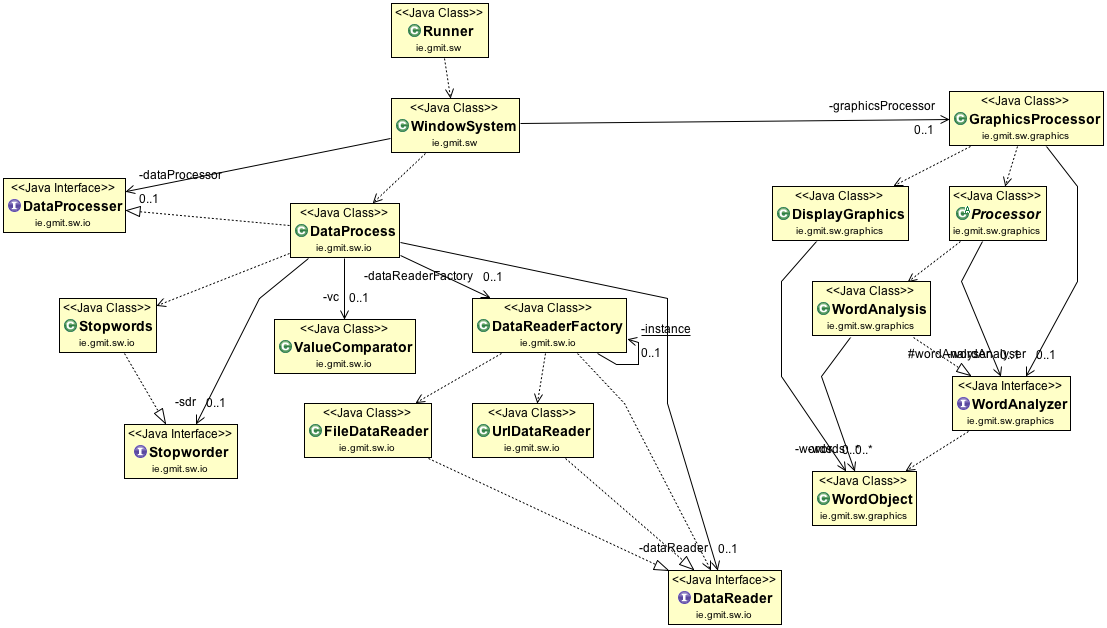 <<Java Class>>
Runner
ie.gmit.sw
<<Java Class>>
WindowSystem
ie.gmit.sw
-graphicsProcessor
0..1
<<Java Class>>
GraphicsProcessor
ie.gmit.sw.graphics
-dataProcessor
0..1
<<Java Interface>>
DataProcesser
ie.gmit.sw.io
<<Java Class>>
DataProcess
ie.gmit.sw.io
<<Java Class>>
DisplayGraphics
ie.gmit.sw.graphics
<<Java Class>>
Processor
ie.gmit.sw.graphics
-dataReaderFactory
0..1
-vc
0..1
<<Java Class>>
Stopwords
ie.gmit.sw.io
<<Java Class>>
ValueComparator
ie.gmit.sw.io
<<Java Class>>
DataReaderFactory
ie.gmit.sw.io
-instance
0..1
<<Java Class>>
WordAnalysis
ie.gmit.sw.graphics
#wordAnalyser
0..1
-wordAnalyser
0..1
<<Java Interface>>
WordAnalyzer
ie.gmit.sw.graphics
-sdr
0..1
<<Java Interface>>
Stopworder
ie.gmit.sw.io
<<Java Class>>
FileDataReader
ie.gmit.sw.io
<<Java Class>>
UrlDataReader
ie.gmit.sw.io
-words
0..*
<<Java Class>>
WordObject
ie.gmit.sw.graphics
-dataReader
0..1
<<Java Interface>>
DataReader
ie.gmit.sw.io